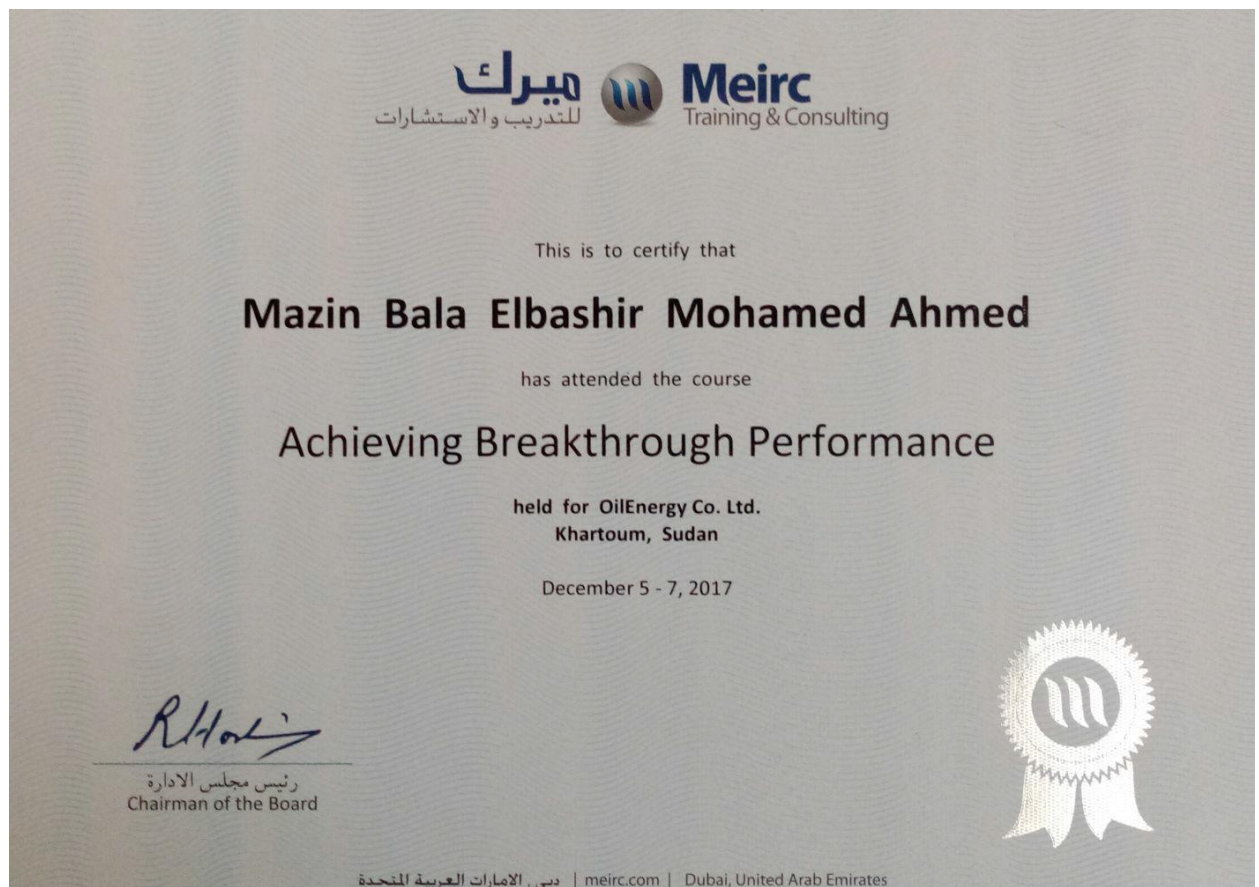 ميرك Meirc
للتدريب والاستشارات Training & Consulting
This is to certify that
Mazin Bala Elbashir Mohamed Ahmed
has attended the course
Achieving Breakthrough Performance
held for OilEnergy Co. Ltd.
Khartoum, Sudan
December 5 - 7, 2017
رئيس مجلس الادارة
Chairman of the Board
دبي, الامارات العربية المتحدة | meirc.com | Dubai, United Arab Emirates